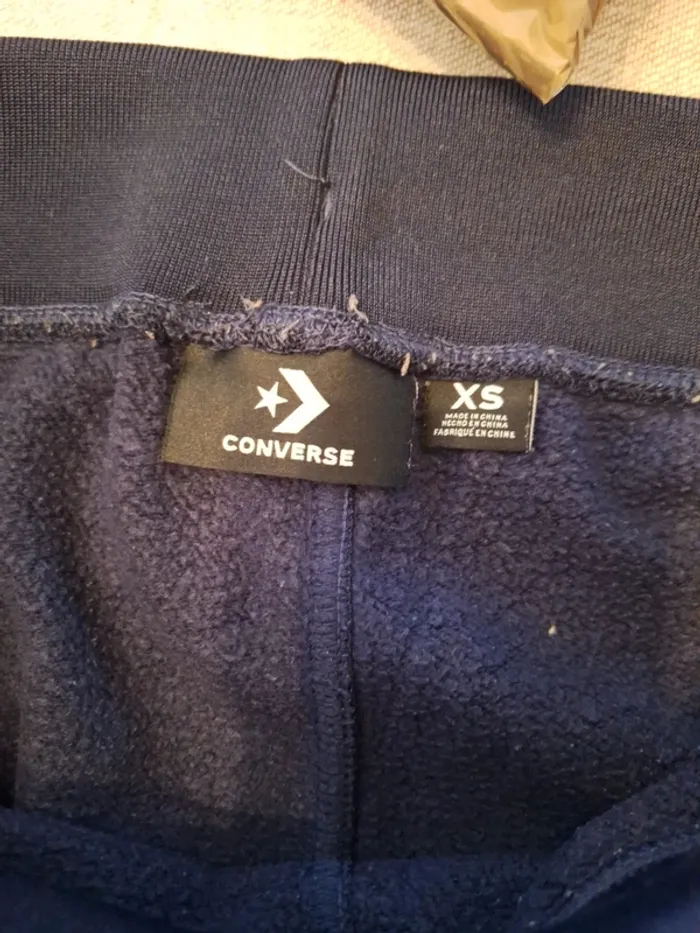 CONVERSE
XS
MADE IN CHINA
HECHO EN CHINA
FABRIQUÉ EN CHINE